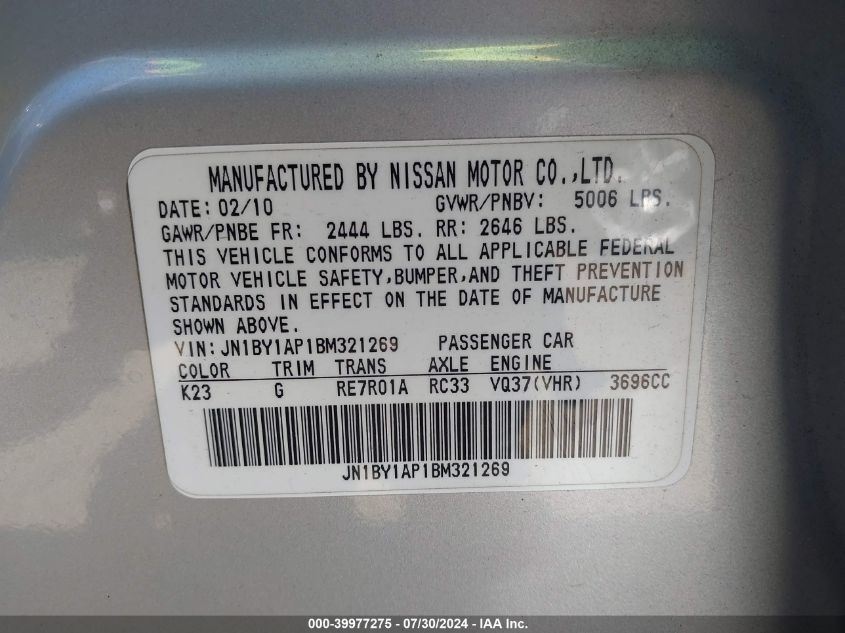 MANUFACTURED BY NISSAN MOTOR CO.,LTD.
DATE: 02/10 GVWR/PNBV: 5006 LBS.
GAWR/PNBE FR: 2444 LBS. RR: 2646 LBS.
THIS VEHICLE CONFORMS TO ALL APPLICABLE FEDERAL
MOTOR VEHICLE SAFETY,BUMPER,AND THEFT PREVENTION
STANDARDS IN EFFECT ON THE DATE OF MANUFACTURE
SHOWN ABOVE.
VIN: JN1BY1AP1BM321269 PASSENGER CAR
COLOR TRIM TRANS AXLE ENGINE
K23 G RE7R01A RC33 VQ37(VHR) 3696CC
JN1BY1AP1BM321269
000-39977275 - 07/30/2024 - IAA Inc.